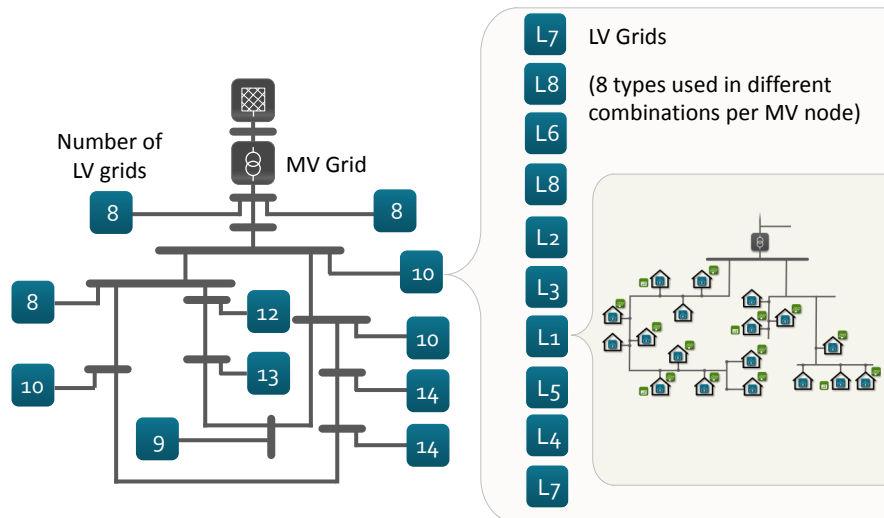 Number of
LV grids
MV Grid
8
8
10
8
12
10
10
13
14
9
14
L7
LV Grids
L8
(8 types used in different
combinations per MV node)
L6
L8
L2
L3
L1
L5
L4
L7